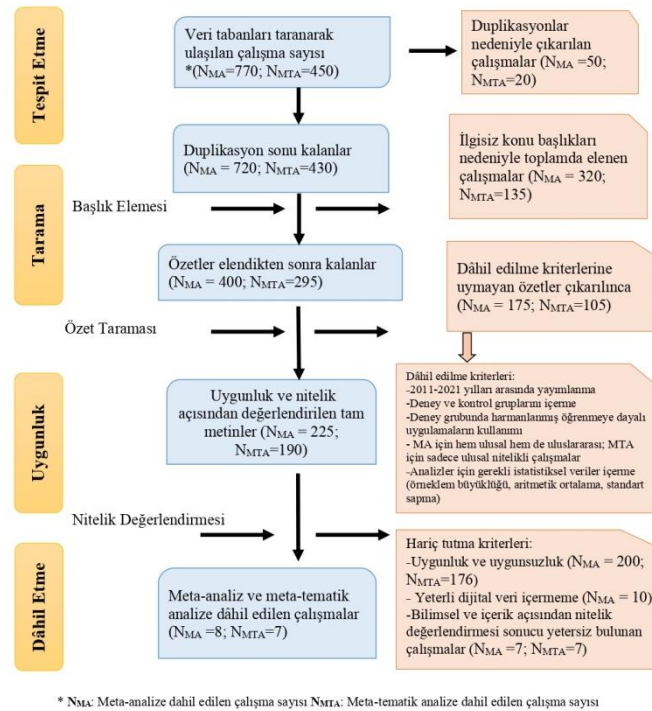 Tespit Etme
Veri tabanları taranarak
ulaşılan çalışma sayısı
*(NMA=770; NMTA=450)
Duplikasyonlar
nedeniyle çıkarılan
çalışmalar (NMA =50;
NMTA=20)
Duplikasyon sonu kalanlar
(NMA = 720; NMTA=430)
İlgisiz konu başlıkları
nedeniyle toplamda elenen
çalışmalar (NMA = 320;
NMTA=135)
Tarama
Başlık Elemesi
Özetler elendikten sonra kalanlar
(NMA = 400; NMTA=295)
Dâhil edilme kriterlerine
uymayan özetler çıkarılınca
(NMA = 175; NMTA=105)
Özet Taraması
Uygunluk
Uygunluk ve nitelik
açısından değerlendirilen tam
metinler (NMA = 225;
NMTA=190)
Dâhil edilme kriterleri:
-2011-2021 yılları arasında yayımlanma
-Deney ve kontrol gruplarını içerme
-Deney grubunda harmanlanmış öğrenmeye dayalı
uygulamaların kullanımı
- MA için hem ulusal hem de uluslararası; MTA
için sadece ulusal nitelikli çalışmalar
-Analizler için gerekli istatistiksel veriler içerme
(örneklem büyüklüğü, aritmetik ortalama, standart
sapma)
Nitelik Değerlendirmesi
Dâhil Etme
Meta-analiz ve meta-tematik
analize dâhil edilen çalışmalar
(NMA =8; NMTA=7)
Hariç tutma kriterleri:
-Uygunluk ve uygunsuzluk (NMA = 200;
NMTA=176)
- Yeterli dijital veri içermeme (NMA = 10)
-Bilimsel ve içerik açısından nitelik
değerlendirmesi sonucu yetersiz bulunan
çalışmalar (NMA =7; NMTA=7)
* NMA: Meta-analize dahil edilen çalışma sayısı NMTA: Meta-tematik analize dahil edilen çalışma sayısı